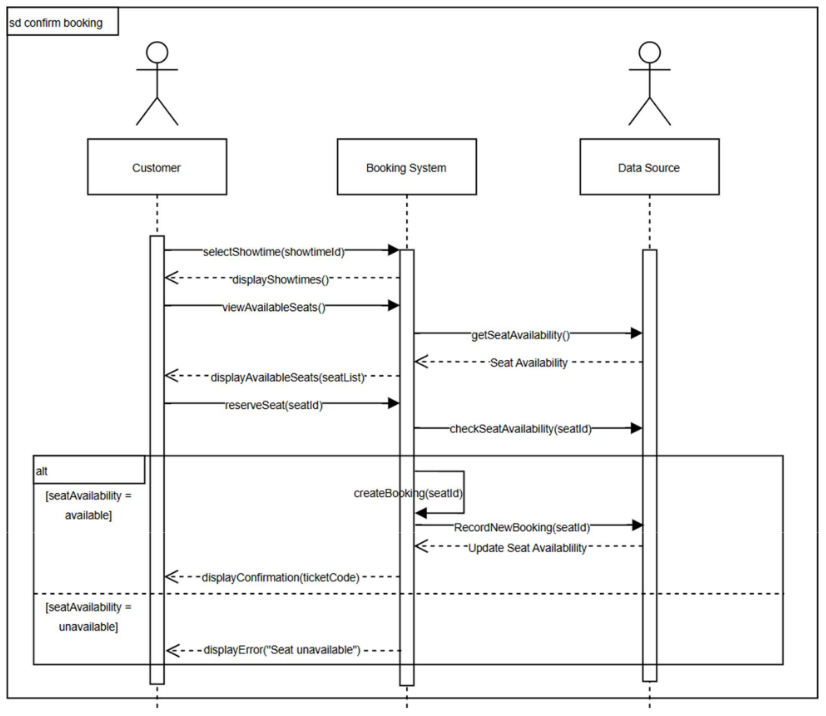 sd confirm booking
Customer
Booking System
Data Source
selectShowtime(showtimeId)
displayShowtimes()
viewAvailableSeats()
getSeatAvailability()
Seat Availability
displayAvailableSeats(seatList)
reserveSeat(seatId)
checkSeatAvailability(seatId)
alt
[seatAvailability =
available]
createBooking(seatId)
RecordNewBooking(seatId)
Update Seat Availablility
displayConfirmation(ticketCode)
[seatAvailability =
unavailable]
displayError("Seat unavailable")